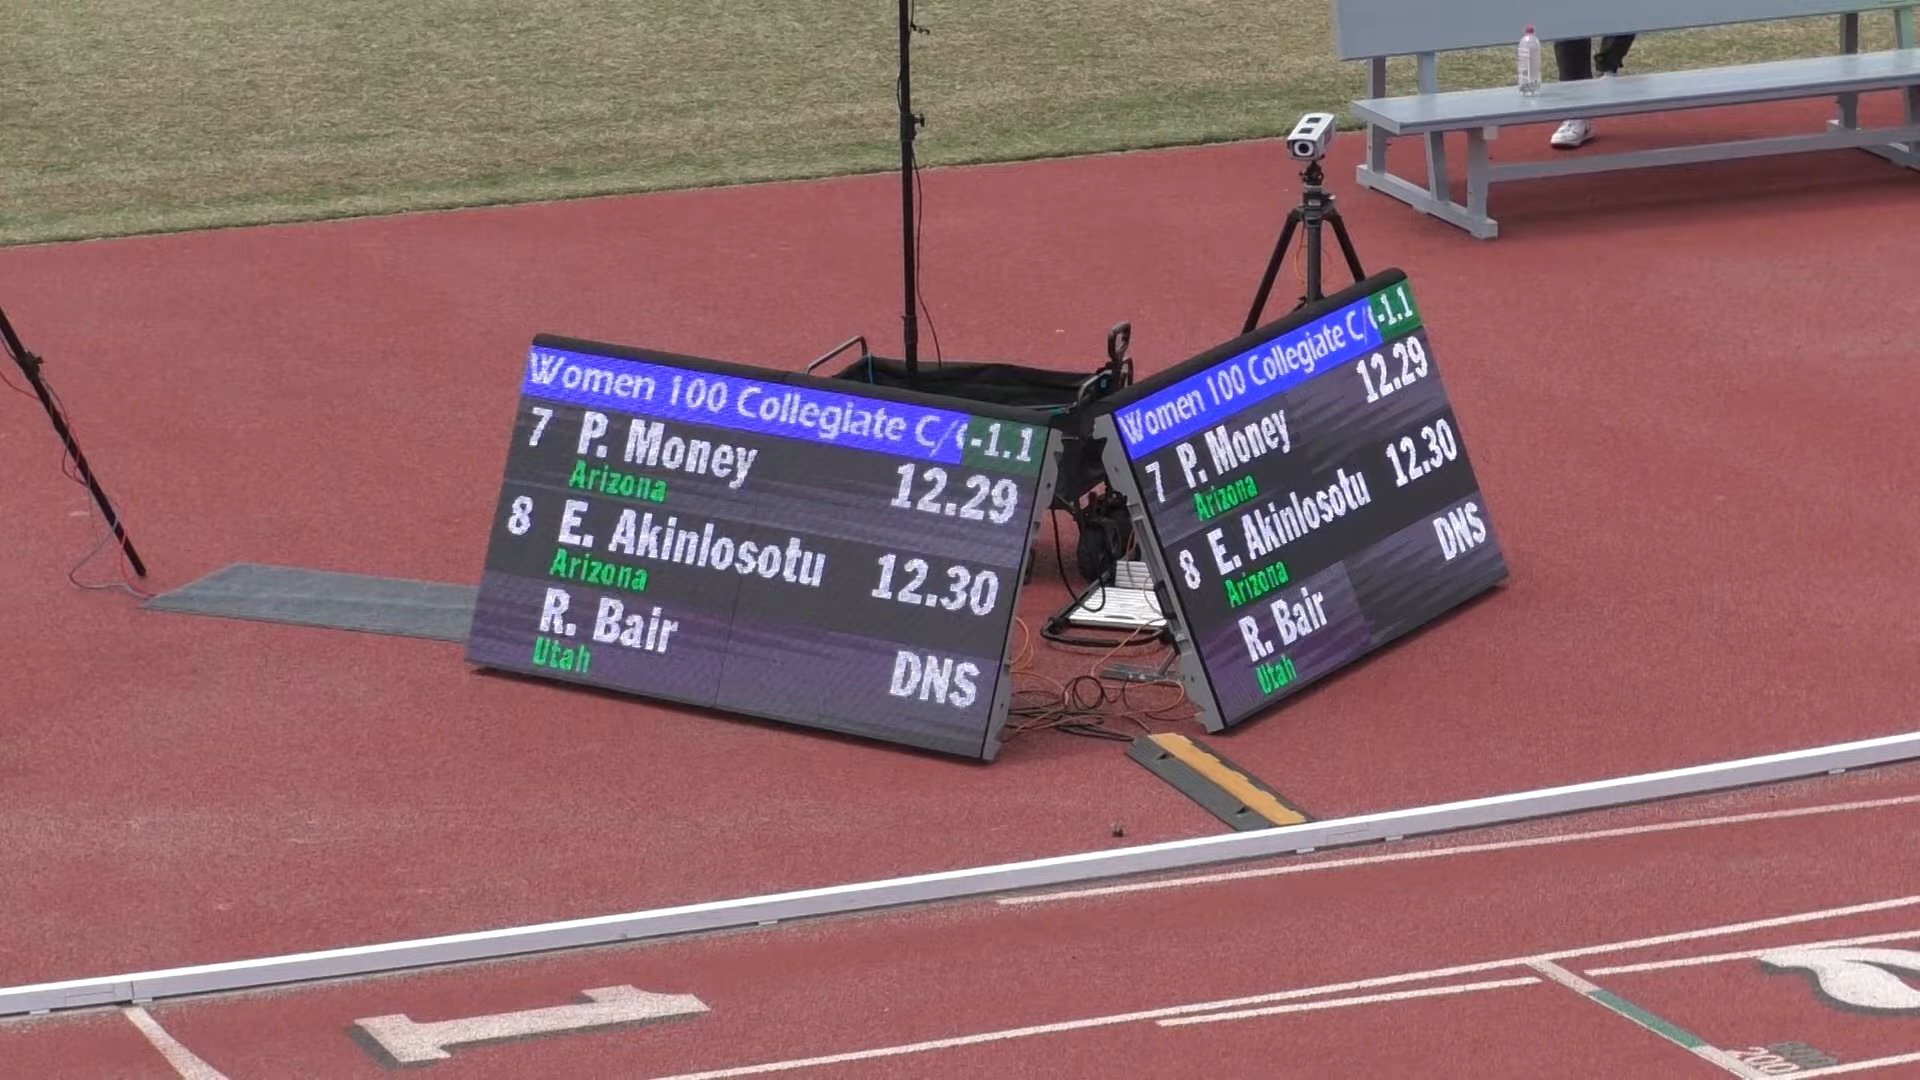 Women 100 Collegiate C/ -1.1
7 P. Money 12.29
Arizona
8 E. Akinlosotu 12.30
Arizona
R. Bair DNS
Utah
Women 100 Collegiate C/ -1.1
7 P. Money 12.29
Arizona
8 E. Akinlosotu 12.30
Arizona
R. Bair DNS
Utah
1